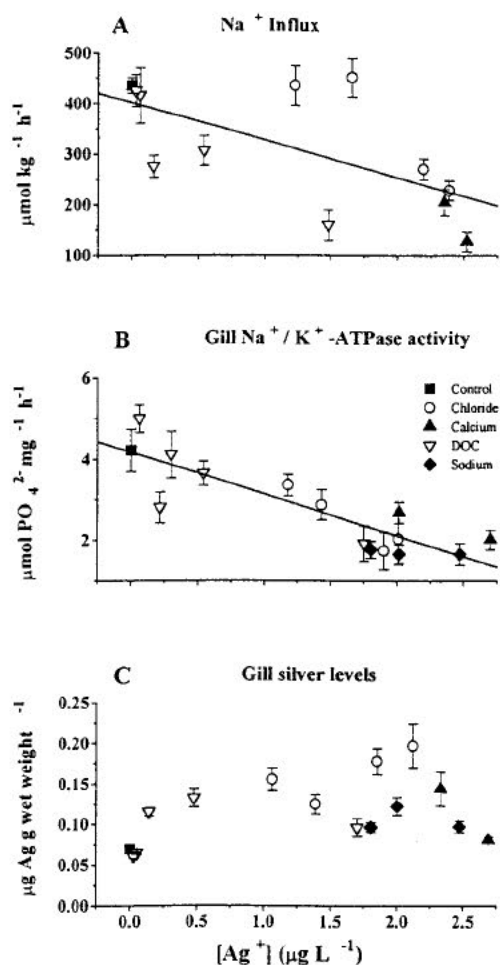 A Na + Influx
500
400
300
200
100
µmol kg -1 h-1
B Gill Na + / K + -ATPase activity
6
4
2
µmol PO 4 2- mg -1 h-1
Control
Chloride
Calcium
DOC
Sodium
C Gill silver levels
0.25
0.20
0.15
0.10
0.05
0.00
µg Ag g wet weight -1
0.0 0.5 1.0 1.5 2.0 2.5
[Ag +] (µg L -1)